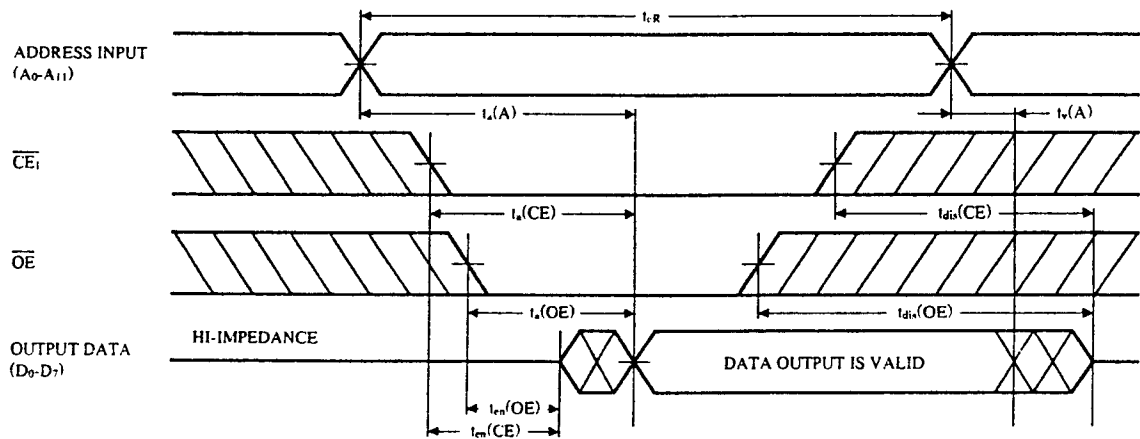 tcR
ADDRESS INPUT
(A0-A11)
ta(A)
tv(A)
CE1
ta(CE)
tdis(CE)
OE
ta(OE)
tdis(OE)
HI-IMPEDANCE
OUTPUT DATA
(D0-D7)
DATA OUTPUT IS VALID
ten(OE)
ten(CE)